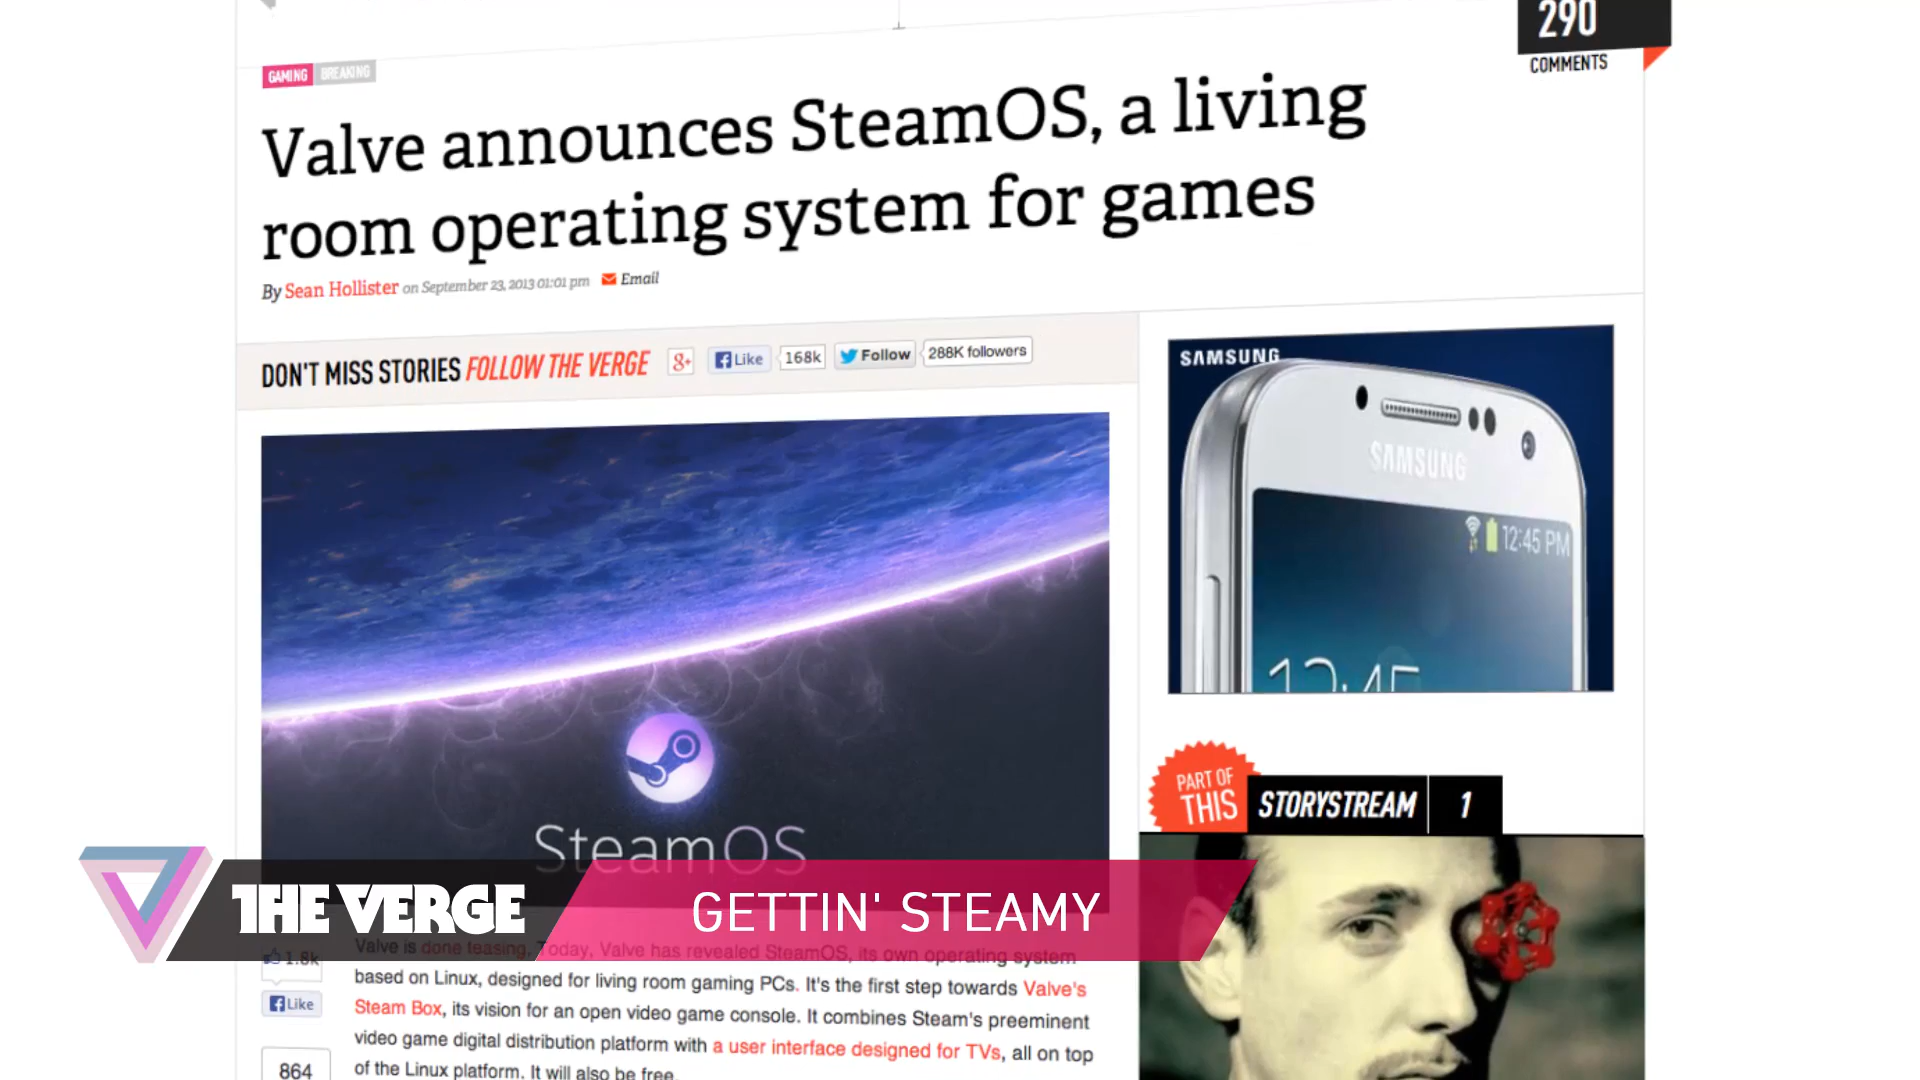 290
COMMENTS
GAMING BREAKING
Valve announces SteamOS, a living
room operating system for games
By Sean Hollister on September 23, 2013 01:01 pm Email
DON'T MISS STORIES FOLLOW THE VERGE g+ Like 168k Follow 288K followers
SAMSUNG
SAMSUNG
12:45 PM
12:45
SteamOS
PART OF
THIS
STORYSTREAM 1
THE VERGE
GETTIN' STEAMY
1.8k
Like
864
Valve is done teasing. Today, Valve has revealed SteamOS, its own operating system
based on Linux, designed for living room gaming PCs. It's the first step towards Valve's
Steam Box, its vision for an open video game console. It combines Steam's preeminent
video game digital distribution platform with a user interface designed for TVs, all on top
of the Linux platform. It will also be free,